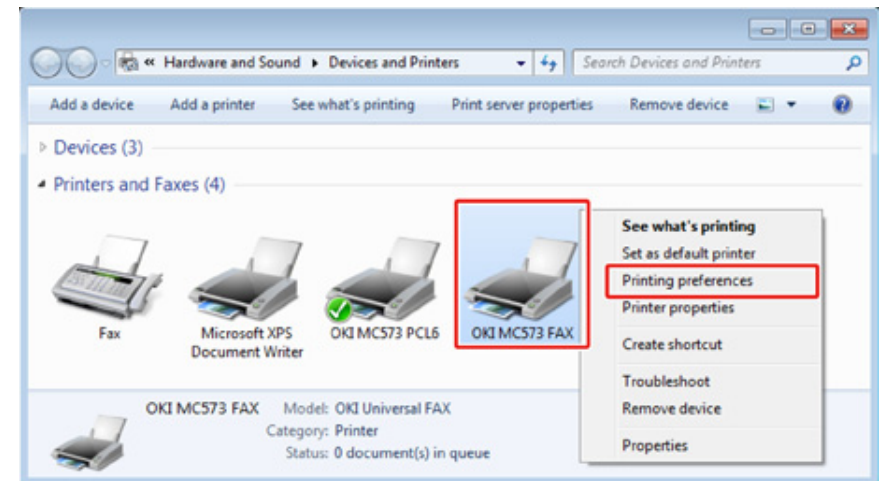 « Hardware and Sound ▸ Devices and Printers
Search Devices and Printers
Add a device Add a printer See what's printing Print server properties Remove device
Devices (3)
Printers and Faxes (4)
Fax
Microsoft XPS
Document Writer
OKI MC573 PCL6
OKI MC573 FAX
See what's printing
Set as default printer
Printing preferences
Printer properties
Create shortcut
Troubleshoot
Remove device
Properties
OKI MC573 FAX Model: OKI Universal FAX
Category: Printer
Status: 0 document(s) in queue